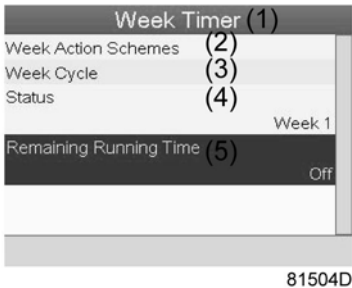 Week Timer (1)
Week Action Schemes (2)
Week Cycle (3)
Status (4)
Week 1
Remaining Running Time (5)
Off
81504D